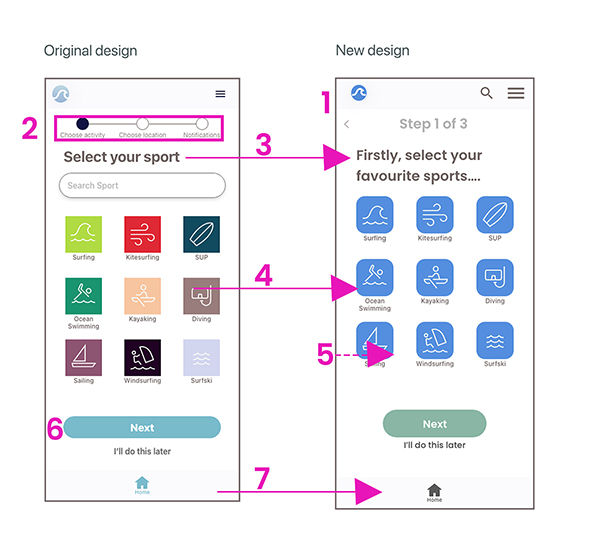 Original design
New design
1
2
Choose activity Choose location Notifications
Step 1 of 3
Select your sport
3
Firstly, select your
favourite sports....
Search Sport
Surfing Kitesurfing SUP
Surfing Kitesurfing SUP
4
Ocean
Swimming Kayaking Diving
Ocean
Swimming Kayaking Diving
5
Sailing Windsurfing Surfski
Sailing Windsurfing Surfski
6
Next
I'll do this later
Next
I'll do this later
7
Home
Home